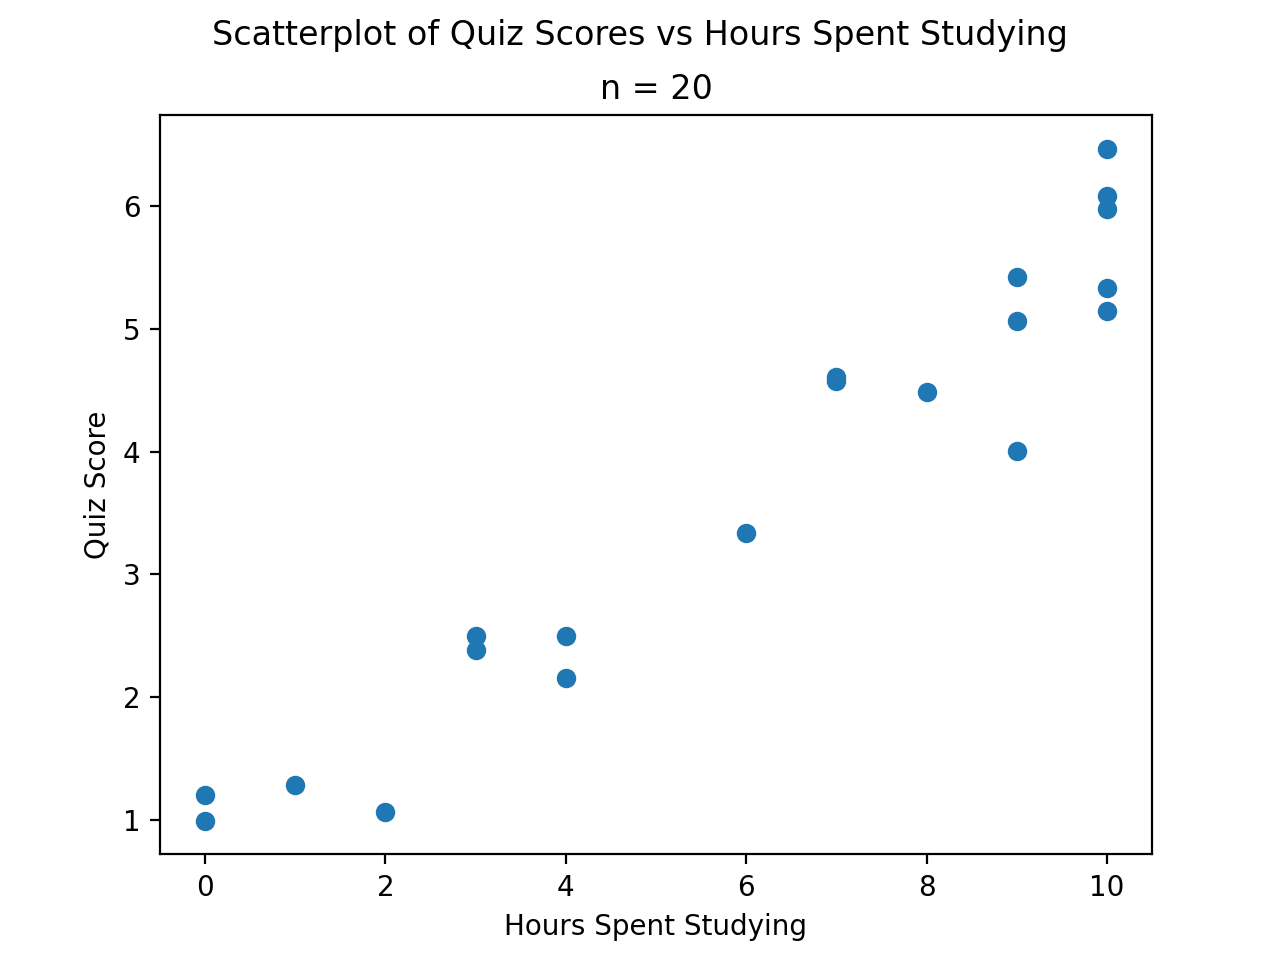 Scatterplot of Quiz Scores vs Hours Spent Studying
n = 20
6
5
4
3
2
1
Quiz Score
0 2 4 6 8 10
Hours Spent Studying